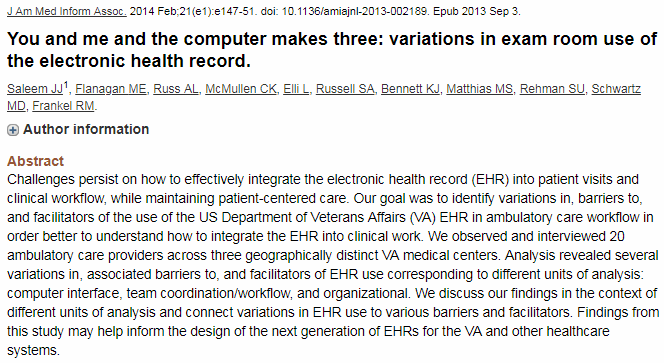 J Am Med Inform Assoc. 2014 Feb;21(e1):e147-51. doi: 10.1136/amiajnl-2013-002189. Epub 2013 Sep 3.
You and me and the computer makes three: variations in exam room use of
the electronic health record.
Saleem JJ1, Flanagan ME, Russ AL, McMullen CK, Elli L, Russell SA, Bennett KJ, Matthias MS, Rehman SU, Schwartz
MD, Frankel RM.
Author information
Abstract
Challenges persist on how to effectively integrate the electronic health record (EHR) into patient visits and
clinical workflow, while maintaining patient-centered care. Our goal was to identify variations in, barriers to,
and facilitators of the use of the US Department of Veterans Affairs (VA) EHR in ambulatory care workflow in
order better to understand how to integrate the EHR into clinical work. We observed and interviewed 20
ambulatory care providers across three geographically distinct VA medical centers. Analysis revealed several
variations in, associated barriers to, and facilitators of EHR use corresponding to different units of analysis:
computer interface, team coordination/workflow, and organizational. We discuss our findings in the context of
different units of analysis and connect variations in EHR use to various barriers and facilitators. Findings from
this study may help inform the design of the next generation of EHRs for the VA and other healthcare
systems.